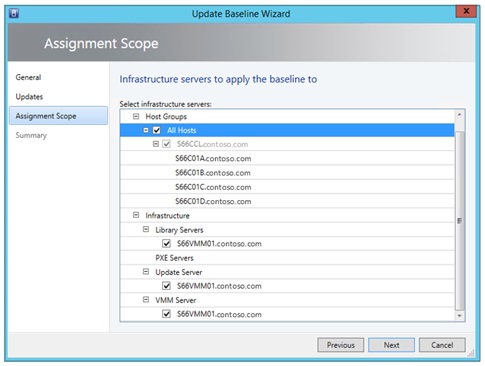 Update Baseline Wizard
x
Assignment Scope
General
Updates
Assignment Scope
Summary
Infrastructure servers to apply the baseline to
Select infrastructure servers:
Host Groups
All Hosts
S66CCL.contoso.com
S66C01A.contoso.com
S66C01B.contoso.com
S66C01C.contoso.com
S66C01D.contoso.com
Infrastructure
Library Servers
S66VMM01.contoso.com
PXE Servers
Update Server
S66VMM01.contoso.com
VMM Server
S66VMM01.contoso.com
Previous Next Cancel